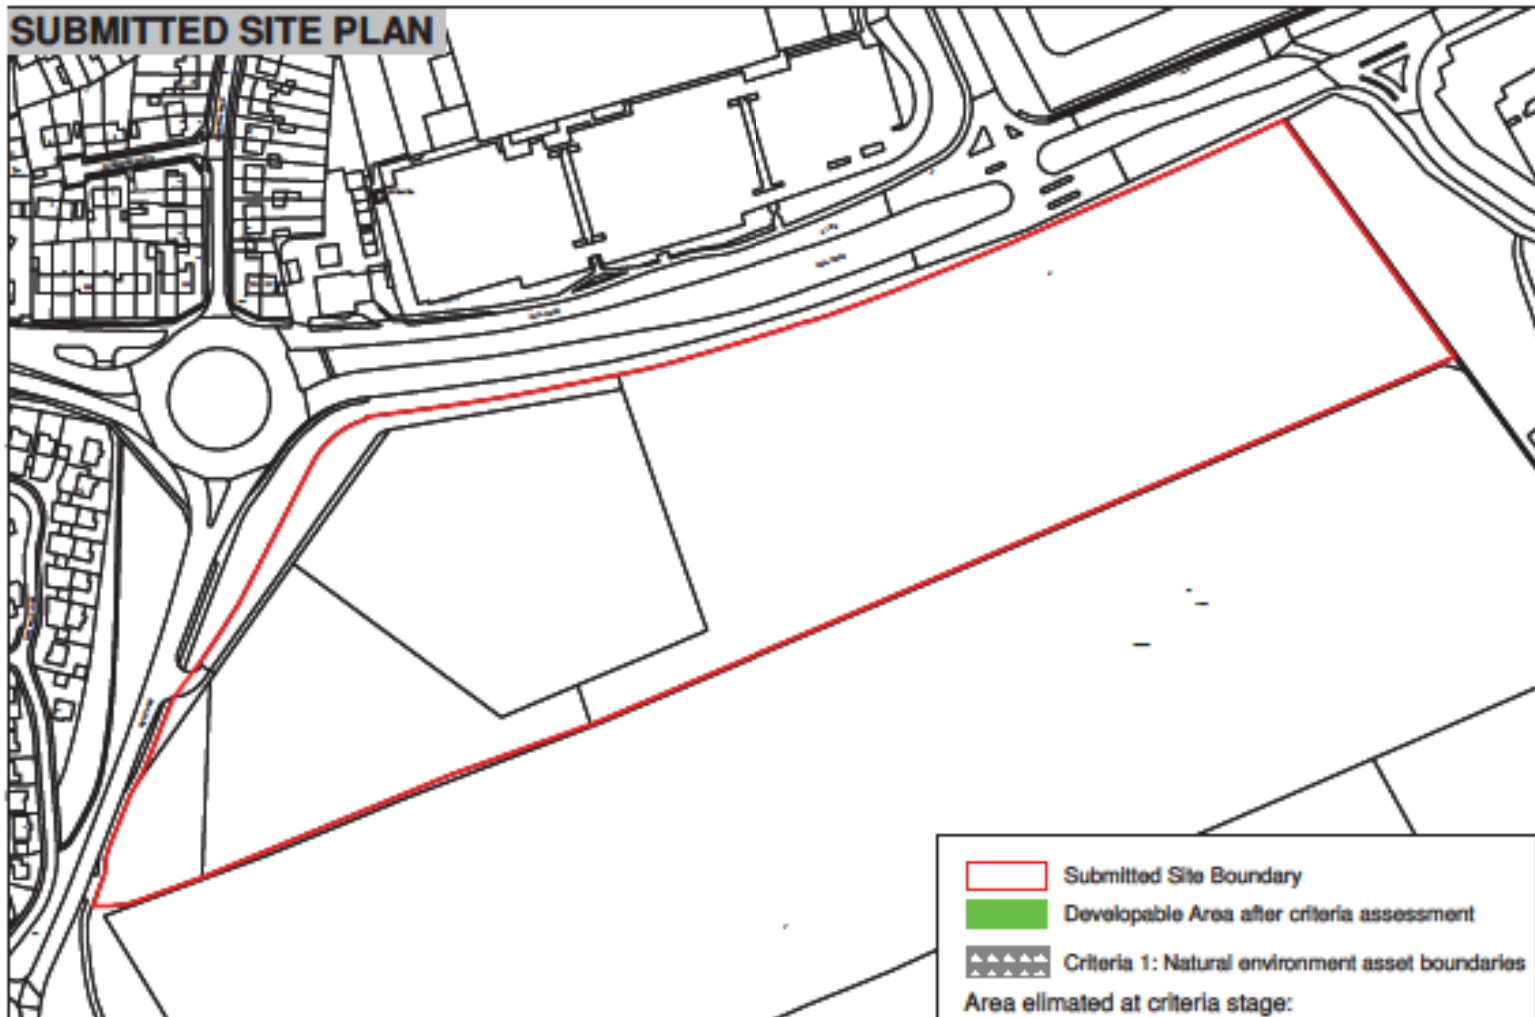 SUBMITTED SITE PLAN
Submitted Site Boundary
Developable Area after criteria assessment
Criteria 1: Natural environment asset boundaries
Area elimated at criteria stage: